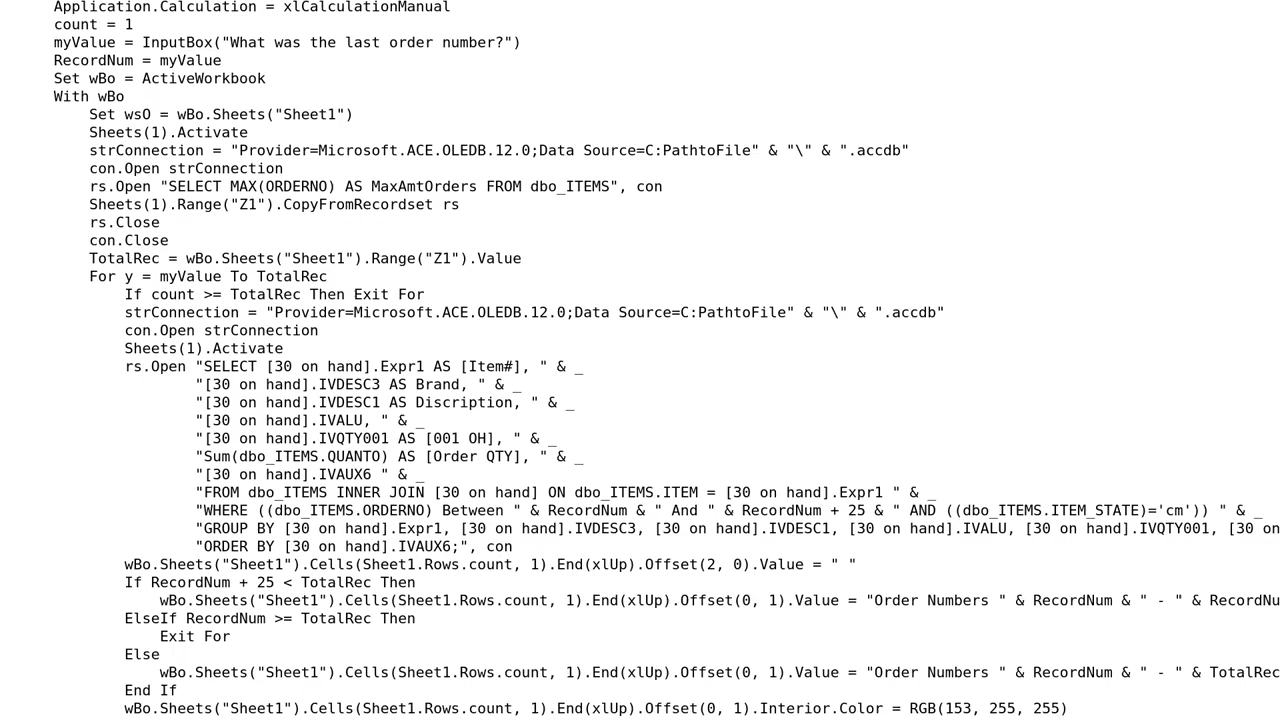 Application.Calculation = xlCalculationManual
count = 1
myValue = InputBox("What was the last order number?")
RecordNum = myValue
Set wBo = ActiveWorkbook
With wBo
    Set wsO = wBo.Sheets("Sheet1")
    Sheets(1).Activate
    strConnection = "Provider=Microsoft.ACE.OLEDB.12.0;Data Source=C:PathtoFile" & "\" & ".accdb"
    con.Open strConnection
    rs.Open "SELECT MAX(ORDERNO) AS MaxAmtOrders FROM dbo_ITEMS", con
    Sheets(1).Range("Z1").CopyFromRecordset rs
    rs.Close
    con.Close
    TotalRec = wBo.Sheets("Sheet1").Range("Z1").Value
    For y = myValue To TotalRec
        If count >= TotalRec Then Exit For
        strConnection = "Provider=Microsoft.ACE.OLEDB.12.0;Data Source=C:PathtoFile" & "\" & ".accdb"
        con.Open strConnection
        Sheets(1).Activate
        rs.Open "SELECT [30 on hand].Expr1 AS [Item#], " & _
                "[30 on hand].IVDESC3 AS Brand, " & _
                "[30 on hand].IVDESC1 AS Discription, " & _
                "[30 on hand].IVALU, " & _
                "[30 on hand].IVQTY001 AS [001 OH], " & _
                "Sum(dbo_ITEMS.QUANTO) AS [Order QTY], " & _
                "[30 on hand].IVAUX6 " & _
                "FROM dbo_ITEMS INNER JOIN [30 on hand] ON dbo_ITEMS.ITEM = [30 on hand].Expr1 " & _
                "WHERE ((dbo_ITEMS.ORDERNO) Between " & RecordNum & " And " & RecordNum + 25 & " AND ((dbo_ITEMS.ITEM_STATE)='cm')) " & _
                "GROUP BY [30 on hand].Expr1, [30 on hand].IVDESC3, [30 on hand].IVDESC1, [30 on hand].IVALU, [30 on hand].IVQTY001, [30 on
                "ORDER BY [30 on hand].IVAUX6;", con
        wBo.Sheets("Sheet1").Cells(Sheet1.Rows.count, 1).End(xlUp).Offset(2, 0).Value = " "
        If RecordNum + 25 < TotalRec Then
            wBo.Sheets("Sheet1").Cells(Sheet1.Rows.count, 1).End(xlUp).Offset(0, 1).Value = "Order Numbers " & RecordNum & " - " & RecordNu
        ElseIf RecordNum >= TotalRec Then
            Exit For
        Else
            wBo.Sheets("Sheet1").Cells(Sheet1.Rows.count, 1).End(xlUp).Offset(0, 1).Value = "Order Numbers " & RecordNum & " - " & TotalRec
        End If
        wBo.Sheets("Sheet1").Cells(Sheet1.Rows.count, 1).End(xlUp).Offset(0, 1).Interior.Color = RGB(153, 255, 255)